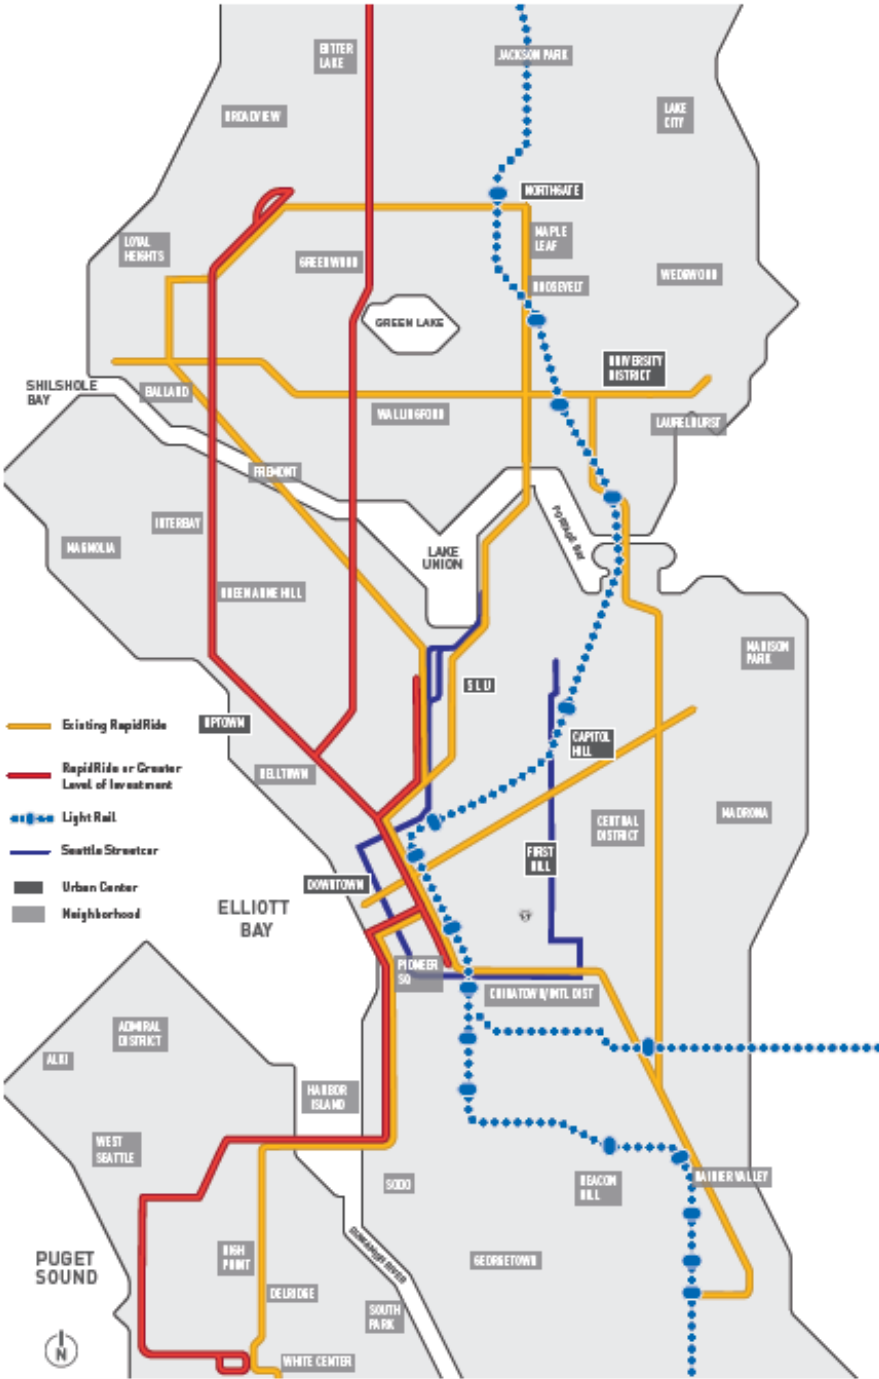 BITTER
LAKE
JACKSON PARK
BROADVIEW
LAKE
CITY
NORTHGATE
LOYAL
HEIGHTS
MAPLE
LEAF
GREENWOOD
ROOSEVELT
WEDGWOOD
GREEN LAKE
UNIVERSITY
DISTRICT
SHILSHOLE
BAY
BALLARD
WALLINGFORD
LAURELHURST
FREMONT
INTERBAY
PORTAGE BAY
MAGNOLIA
LAKE
UNION
QUEEN ANNE HILL
MADISON
PARK
SLU
UPTOWN
Existing RapidRide
CAPITOL
HILL
RapidRide or Greater
Level of Investment
BELLTOWN
Light Rail
CENTRAL
DISTRICT
MADRONA
Seattle Streetcar
FIRST
HILL
Urban Center
DOWNTOWN
Neighborhood
ELLIOTT
BAY
PIONEER
SQ
CHINATOWN/INTL DIST
ADMIRAL
DISTRICT
ALKI
HARBOR
ISLAND
WEST
SEATTLE
SODO
BEACON
HILL
RAINIER VALLEY
PUGET
SOUND
HIGH
POINT
DUWAMISH RIVER
GEORGETOWN
DELRIDGE
SOUTH
PARK
N
WHITE CENTER